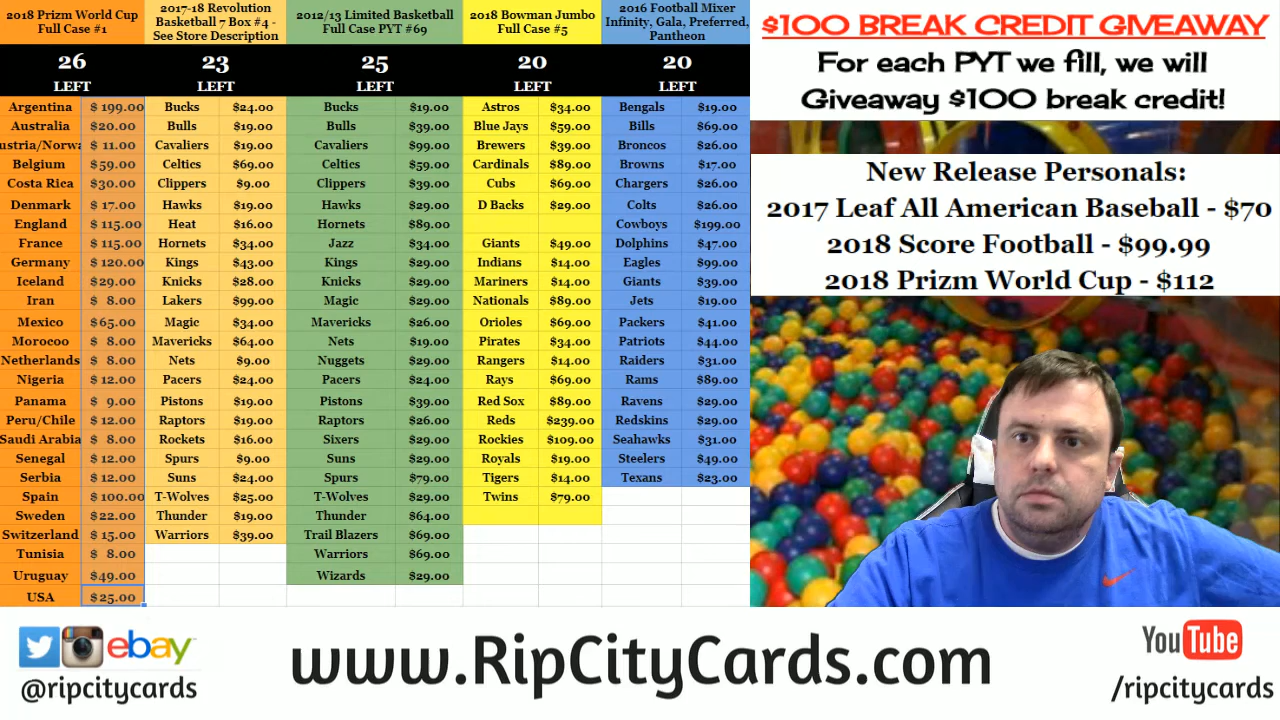 2018 Prizm World Cup
Full Case #1
26
LEFT
Argentina $ 199.00
Australia $20.00
ustria/Norwa $ 11.00
Belgium $59.00
Costa Rica $30.00
Denmark $ 17.00
England $ 115.00
France $ 115.00
Germany $ 120.00
Iceland $29.00
Iran $ 8.00
Mexico $65.00
Morocoo $ 8.00
Netherlands $ 8.00
Nigeria $ 12.00
Panama $ 9.00
Peru/Chile $ 12.00
Saudi Arabia $ 8.00
Senegal $ 12.00
Serbia $ 12.00
Spain $ 100.00
Sweden $ 22.00
Switzerland $ 15.00
Tunisia $ 8.00
Uruguay $49.00
USA $25.00
2017-18 Revolution
Basketball 7 Box #4 -
See Store Description
23
LEFT
Bucks $24.00
Bulls $19.00
Cavaliers $19.00
Celtics $69.00
Clippers $9.00
Hawks $19.00
Heat $16.00
Hornets $34.00
Kings $43.00
Knicks $28.00
Lakers $99.00
Magic $34.00
Mavericks $64.00
Nets $9.00
Pacers $24.00
Pistons $19.00
Raptors $19.00
Rockets $16.00
Spurs $9.00
Suns $24.00
T-Wolves $25.00
Thunder $19.00
Warriors $39.00
2012/13 Limited Basketball
Full Case PYT #69
25
LEFT
Bucks $19.00
Bulls $39.00
Cavaliers $99.00
Celtics $59.00
Clippers $39.00
Hawks $29.00
Hornets $89.00
Jazz $34.00
Kings $29.00
Knicks $29.00
Magic $29.00
Mavericks $26.00
Nets $19.00
Nuggets $29.00
Pacers $24.00
Pistons $39.00
Raptors $26.00
Sixers $29.00
Suns $29.00
Spurs $79.00
T-Wolves $29.00
Thunder $64.00
Trail Blazers $69.00
Warriors $69.00
Wizards $29.00
2018 Bowman Jumbo
Full Case #5
20
LEFT
Astros $34.00
Blue Jays $59.00
Brewers $39.00
Cardinals $89.00
Cubs $69.00
D Backs $29.00
Giants $49.00
Indians $14.00
Mariners $14.00
Nationals $89.00
Orioles $69.00
Pirates $34.00
Rangers $14.00
Rays $69.00
Red Sox $89.00
Reds $239.00
Rockies $109.00
Royals $19.00
Tigers $14.00
Twins $79.00
2016 Football Mixer
Infinity, Gala, Preferred,
Pantheon
20
LEFT
Bengals $19.00
Bills $69.00
Broncos $26.00
Browns $17.00
Chargers $26.00
Colts $26.00
Cowboys $199.00
Dolphins $47.00
Eagles $99.00
Giants $39.00
Jets $19.00
Packers $41.00
Patriots $44.00
Raiders $31.00
Rams $89.00
Ravens $29.00
Redskins $29.00
Seahawks $31.00
Steelers $49.00
Texans $23.00
$100 BREAK CREDIT GIVEAWAY
For each PYT we fill, we will
Giveaway $100 break credit!
New Release Personals:
2017 Leaf All American Baseball - $70
2018 Score Football - $99.99
2018 Prizm World Cup - $112
ebay
@ripcitycards
www.RipCityCards.com
YouTube
/ripcitycards